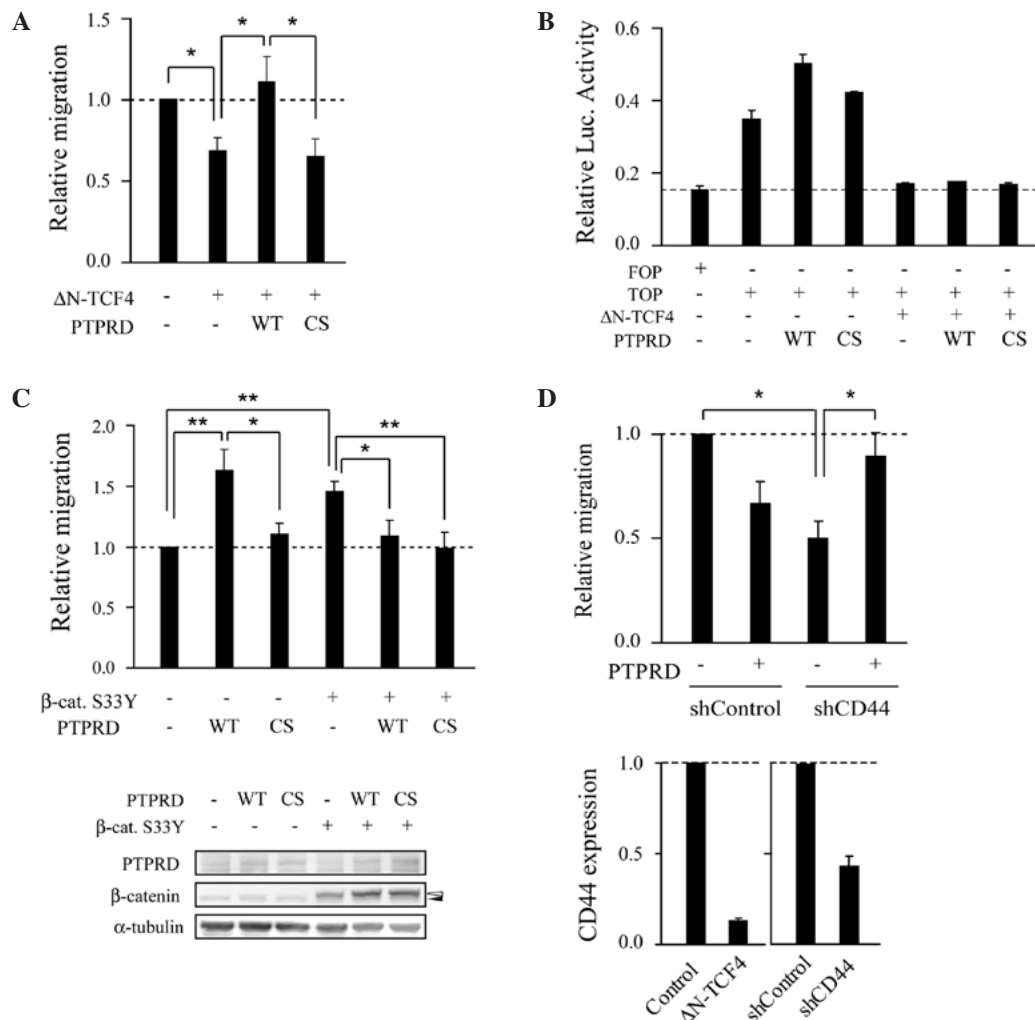 A
Relative migration
1.5
1.0
0.5
0.0
* * *
ΔN-TCF4 - + + +
PTPRD - - WT CS
B
Relative Luc. Activity
0.6
0.4
0.2
0.0
FOP + - - - - - -
TOP - + + + + + +
ΔN-TCF4 - - - - + + +
PTPRD - - WT CS - WT CS
C
Relative migration
2.0
1.5
1.0
0.5
0.0
**
** * **
*
β-cat. S33Y - - - + + +
PTPRD - WT CS - WT CS
PTPRD - WT CS - WT CS
β-cat. S33Y - - - + + +
PTPRD
β-catenin
α-tubulin
D
Relative migration
1.0
0.5
0.0
* *
PTPRD - + - +
shControl shCD44
CD44 expression
1.0
0.5
0.0
Control ΔN-TCF4 shControl shCD44